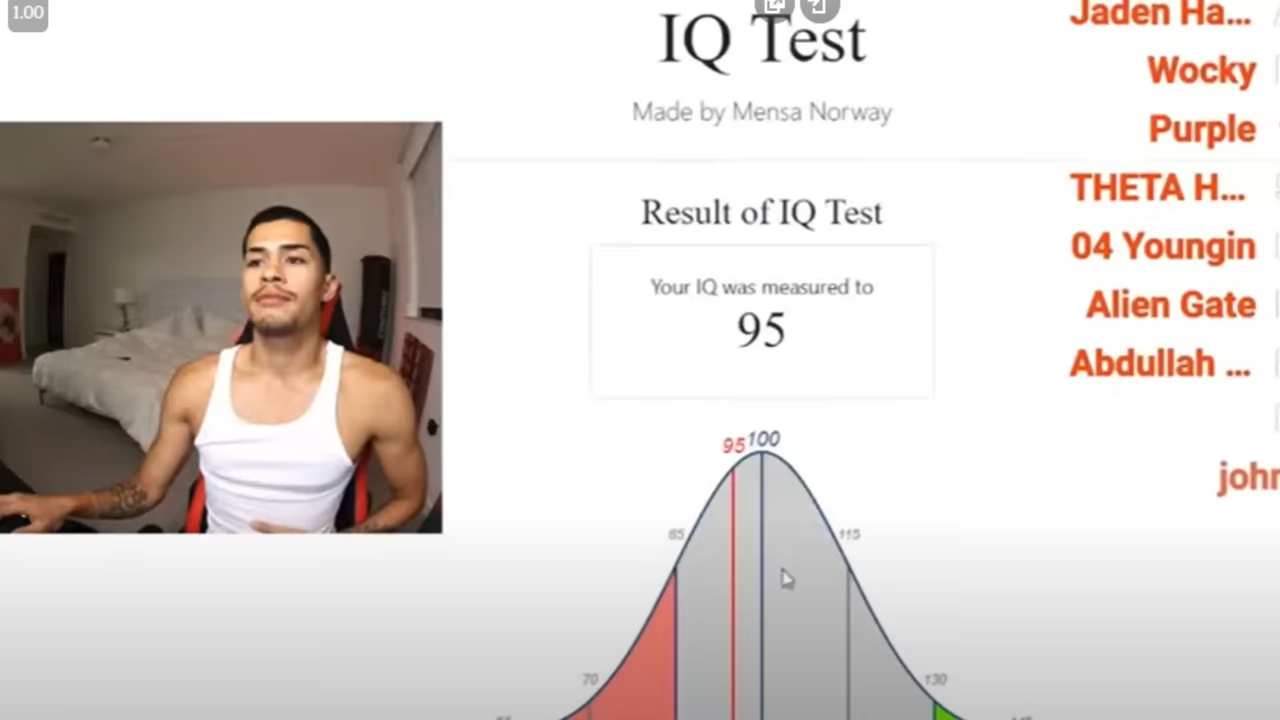 1.00
IQ Test
Made by Mensa Norway
Result of IQ Test
Your IQ was measured to
95
95
100
85
115
70
130
Jaden Ha...
Wocky
Purple
THETA H...
04 Youngin
Alien Gate
Abdullah ...
john